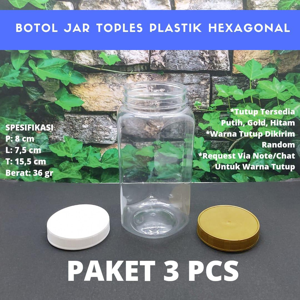 BOTOL JAR TOPLES PLASTIK HEXAGONAL
SPESIFIKASI
P: 8 cm
L: 7,5 cm
T: 15,5 cm
Berat: 36 gr
*Tutup Tersedia
Putih, Gold, Hitam
*Warna Tutup Dikirim
Random
*Request Via Note/Chat
Untuk Warna Tutup
PAKET 3 PCS